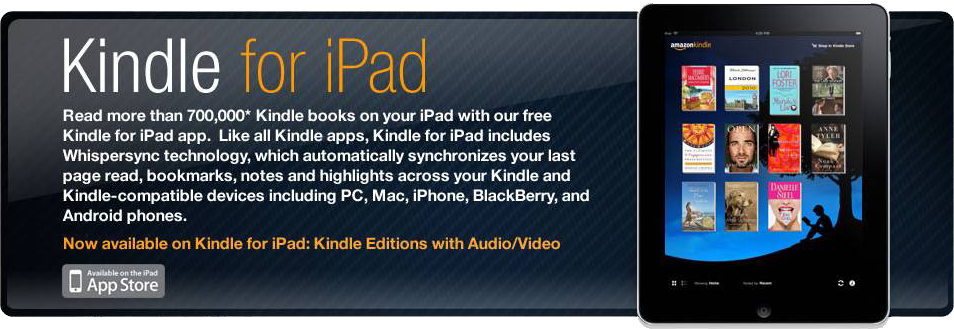 Kindle for iPad
Read more than 700,000* Kindle books on your iPad with our free
Kindle for iPad app.  Like all Kindle apps, Kindle for iPad includes
Whispersync technology, which automatically synchronizes your last
page read, bookmarks, notes and highlights across your Kindle and
Kindle-compatible devices including PC, Mac, iPhone, BlackBerry, and
Android phones.
Now available on Kindle for iPad: Kindle Editions with Audio/Video
Available on the iPad
App Store
amazonkindle
Shop in Kindle Store
LONDON
LORI
FOSTER
OPEN
ANNE
TYLER
DANIELLE
STEEL
Showing: Home
Sorted by: Recent